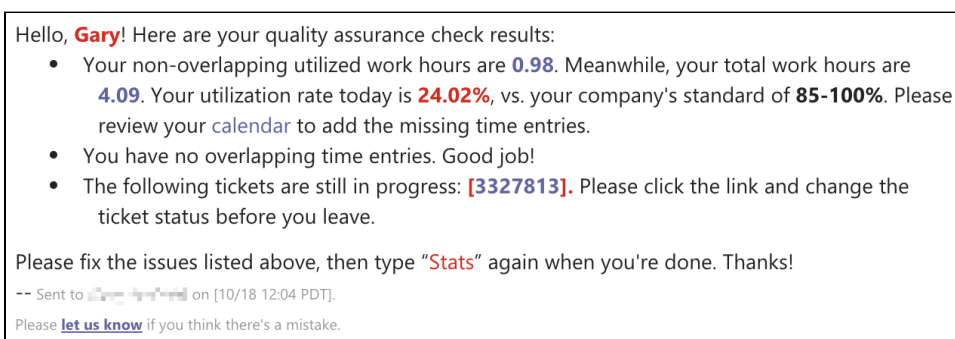 Hello, Gary! Here are your quality assurance check results:
• Your non-overlapping utilized work hours are 0.98. Meanwhile, your total work hours are
4.09. Your utilization rate today is 24.02%, vs. your company's standard of 85-100%. Please
review your calendar to add the missing time entries.
• You have no overlapping time entries. Good job!
• The following tickets are still in progress: [3327813]. Please click the link and change the
ticket status before you leave.
Please fix the issues listed above, then type “Stats” again when you're done. Thanks!
-- Sent to on [10/18 12:04 PDT].
Please let us know if you think there's a mistake.